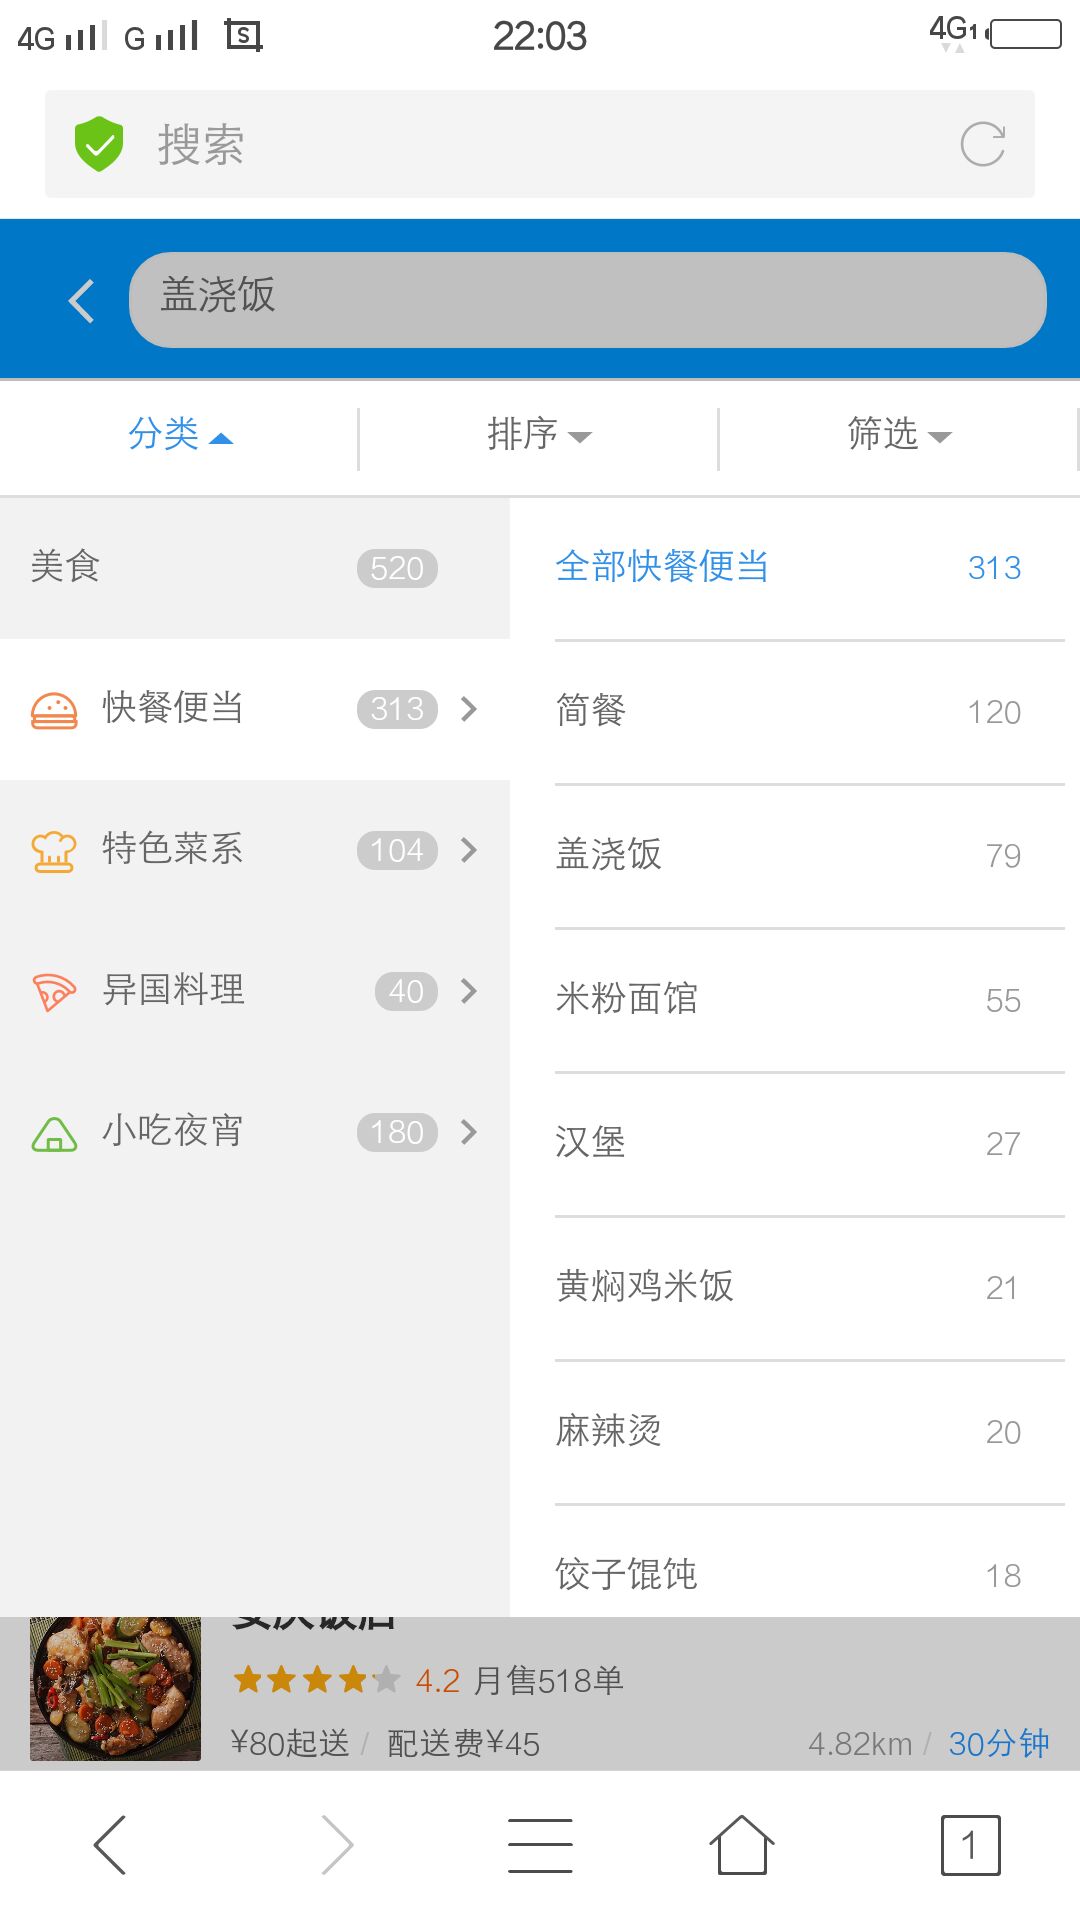 4G G S 22:03 4G1
搜索
盖浇饭
分类 排序 筛选
美食 520
快餐便当 313
特色菜系 104
异国料理 40
小吃夜宵 180
全部快餐便当 313
简餐 120
盖浇饭 79
米粉面馆 55
汉堡 27
黄焖鸡米饭 21
麻辣烫 20
饺子馄饨 18
4.2 月售518单
¥80起送 / 配送费¥45 4.82km / 30分钟
1